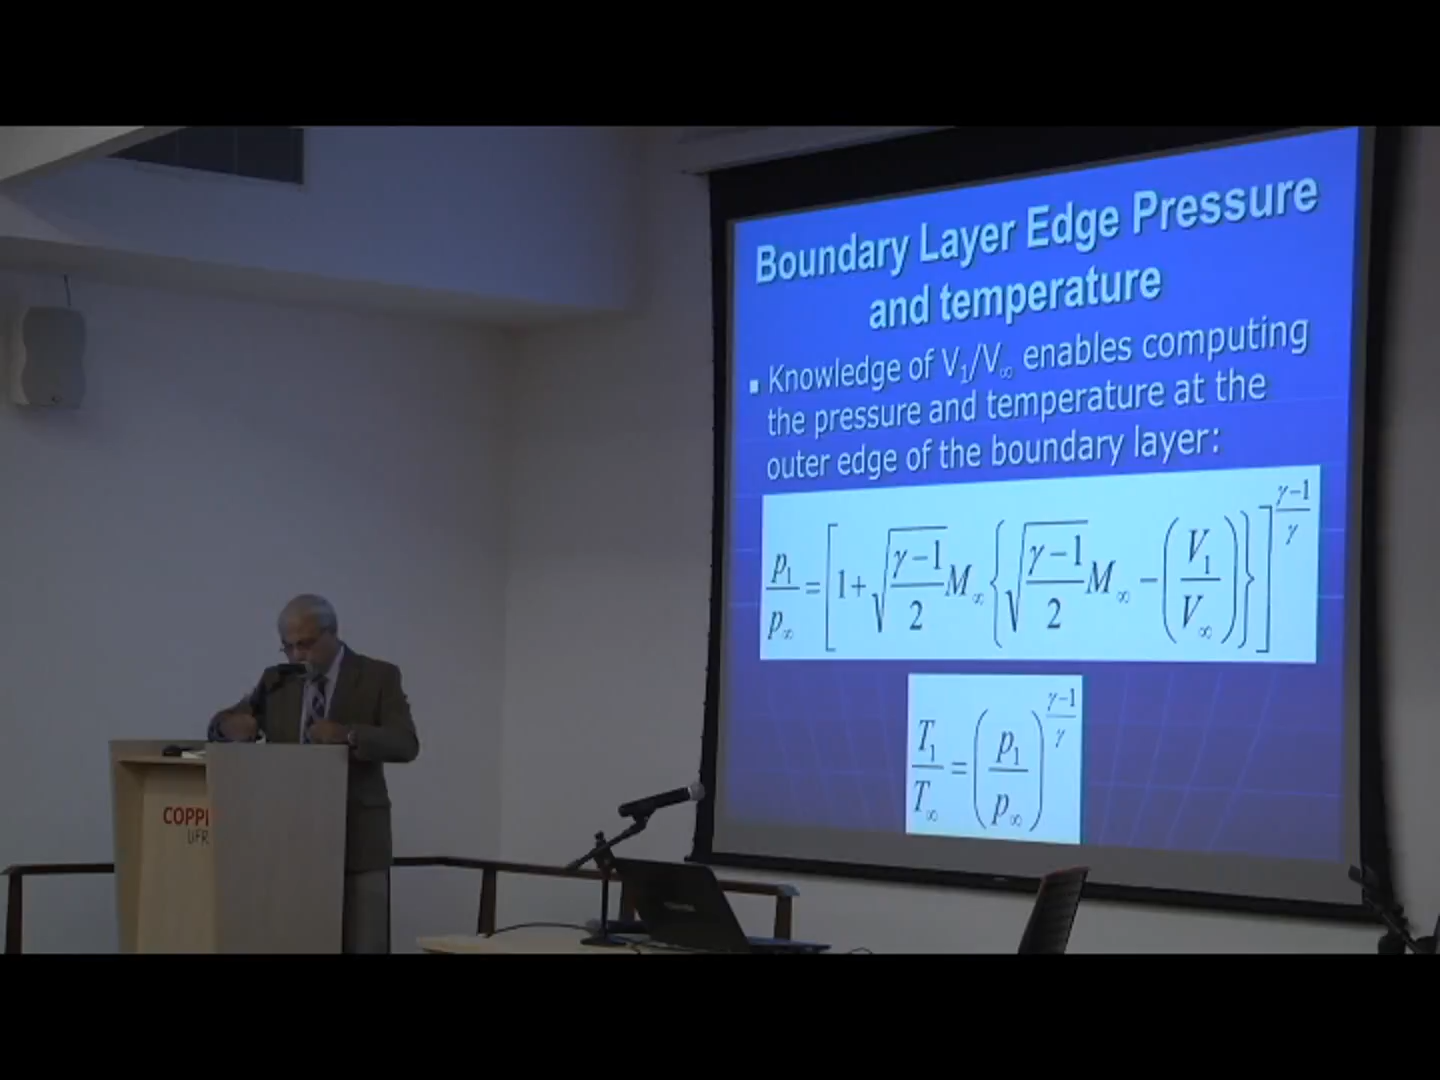 Boundary Layer Edge Pressure
and temperature
▪ Knowledge of V₁/V∞ enables computing
the pressure and temperature at the
outer edge of the boundary layer:
p₁/p∞ = [1 + √((γ−1)/2) M∞ {√((γ−1)/2) M∞ − (V₁/V∞)}]^((γ−1)/γ)
T₁/T∞ = (p₁/p∞)^((γ−1)/γ)
COPPE
UFR